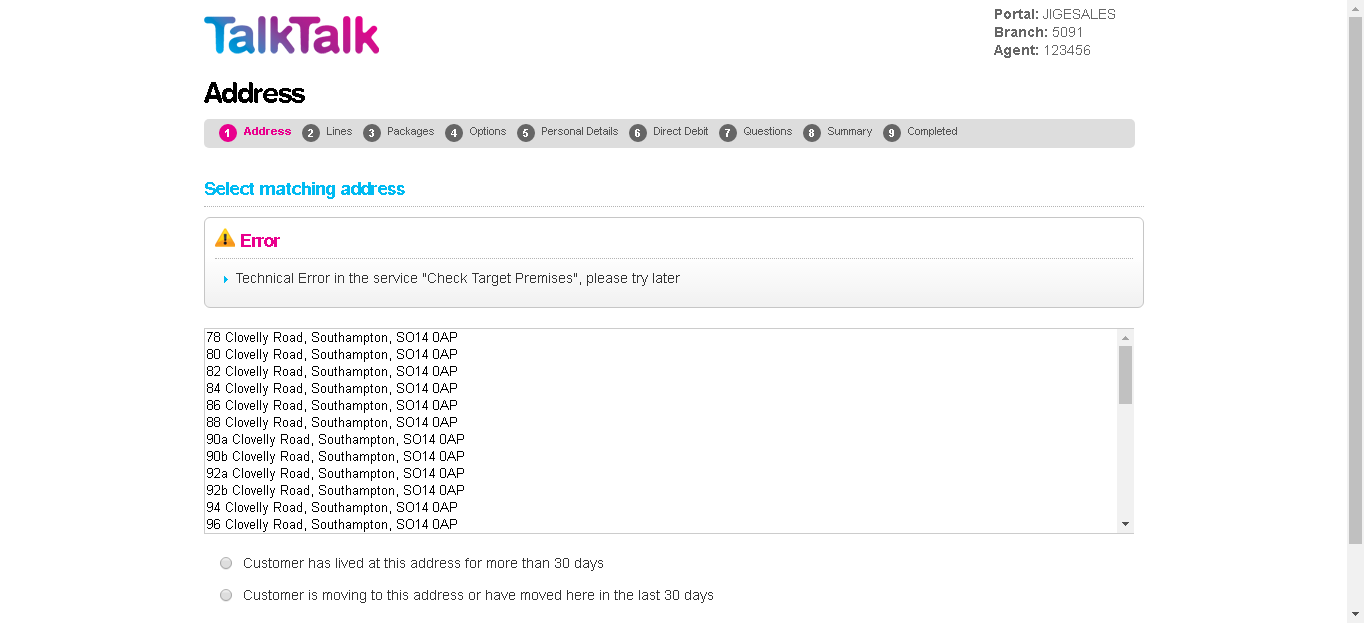 TalkTalk
Portal: JIGESALES
Branch: 5091
Agent: 123456
Address
1 Address 2 Lines 3 Packages 4 Options 5 Personal Details 6 Direct Debit 7 Questions 8 Summary 9 Completed
Select matching address
Error
Technical Error in the service "Check Target Premises", please try later
78 Clovelly Road, Southampton, SO14 0AP
80 Clovelly Road, Southampton, SO14 0AP
82 Clovelly Road, Southampton, SO14 0AP
84 Clovelly Road, Southampton, SO14 0AP
86 Clovelly Road, Southampton, SO14 0AP
88 Clovelly Road, Southampton, SO14 0AP
90a Clovelly Road, Southampton, SO14 0AP
90b Clovelly Road, Southampton, SO14 0AP
92a Clovelly Road, Southampton, SO14 0AP
92b Clovelly Road, Southampton, SO14 0AP
94 Clovelly Road, Southampton, SO14 0AP
96 Clovelly Road, Southampton, SO14 0AP
Customer has lived at this address for more than 30 days
Customer is moving to this address or have moved here in the last 30 days